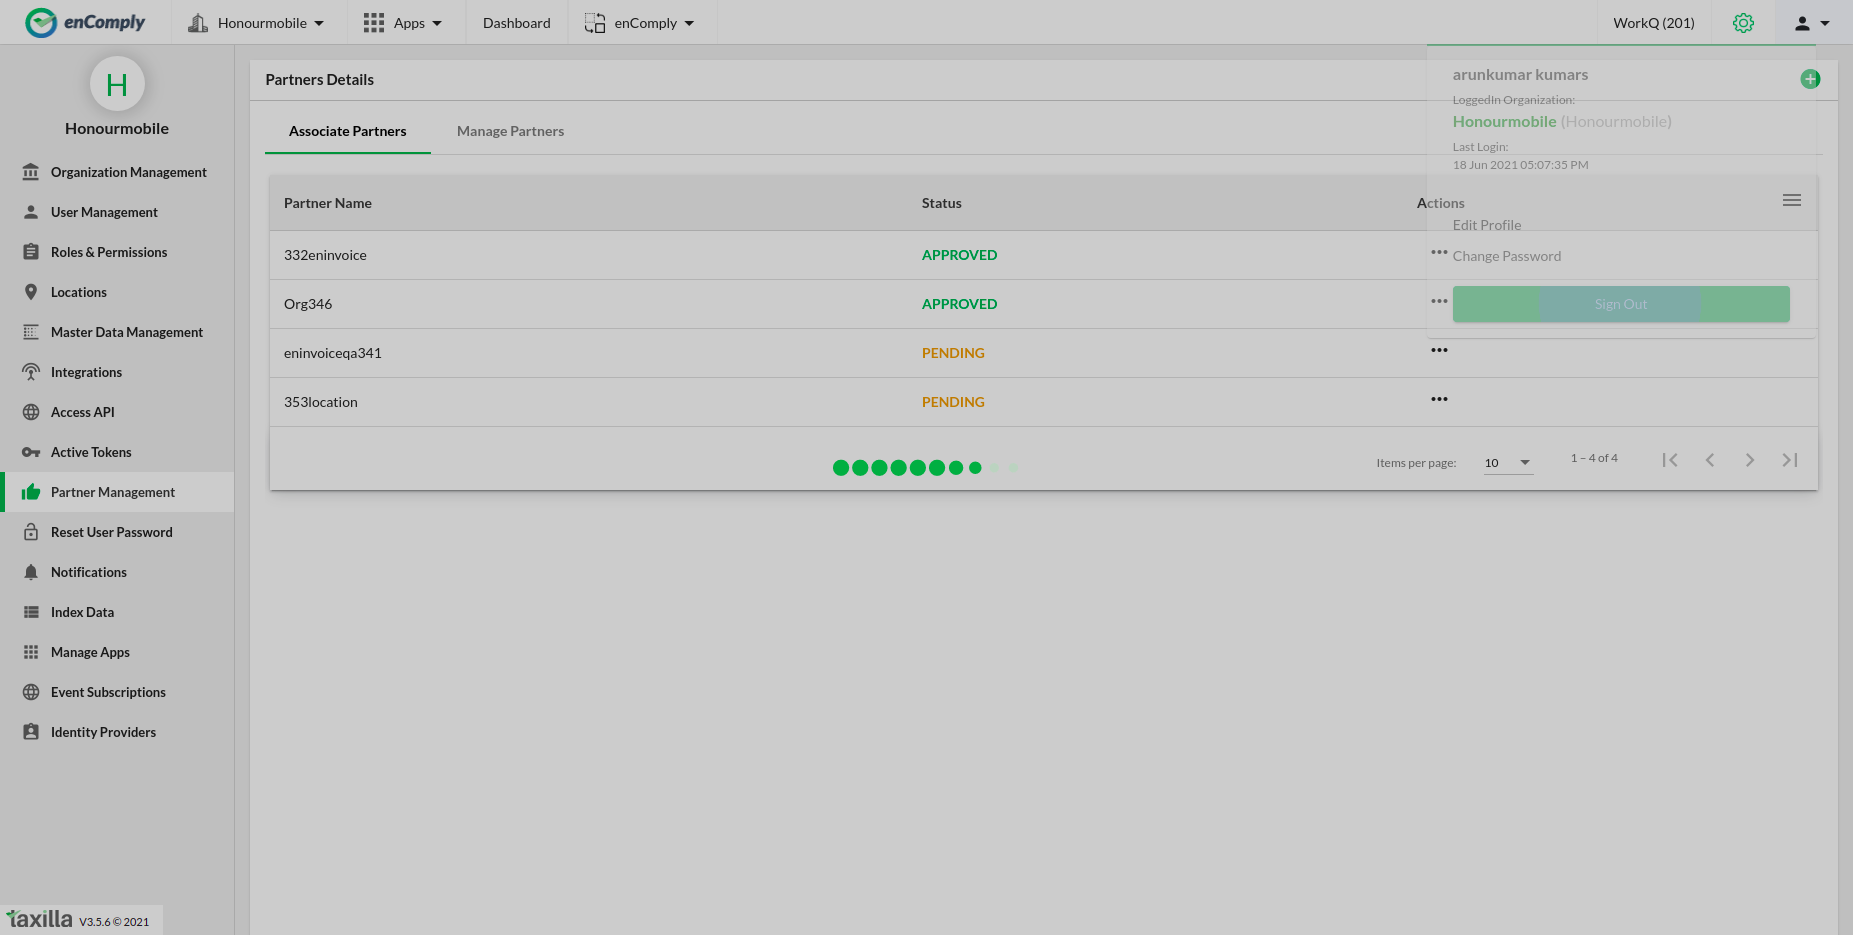 enComply
Honourmobile
Apps
Dashboard
enComply
WorkQ (201)
H
Honourmobile
Organization Management
User Management
Roles & Permissions
Locations
Master Data Management
Integrations
Access API
Active Tokens
Partner Management
Reset User Password
Notifications
Index Data
Manage Apps
Event Subscriptions
Identity Providers
taxilla V3.5.6 © 2021
Partners Details
Associate Partners
Manage Partners
Partner Name Status Actions
332eninvoice APPROVED
Org346 APPROVED
eninvoiceqa341 PENDING
353location PENDING
Items per page: 10 1 – 4 of 4
arunkumar kumars
LoggedIn Organization:
Honourmobile (Honourmobile)
Last Login:
18 Jun 2021 05:07:35 PM
Edit Profile
Change Password
Sign Out